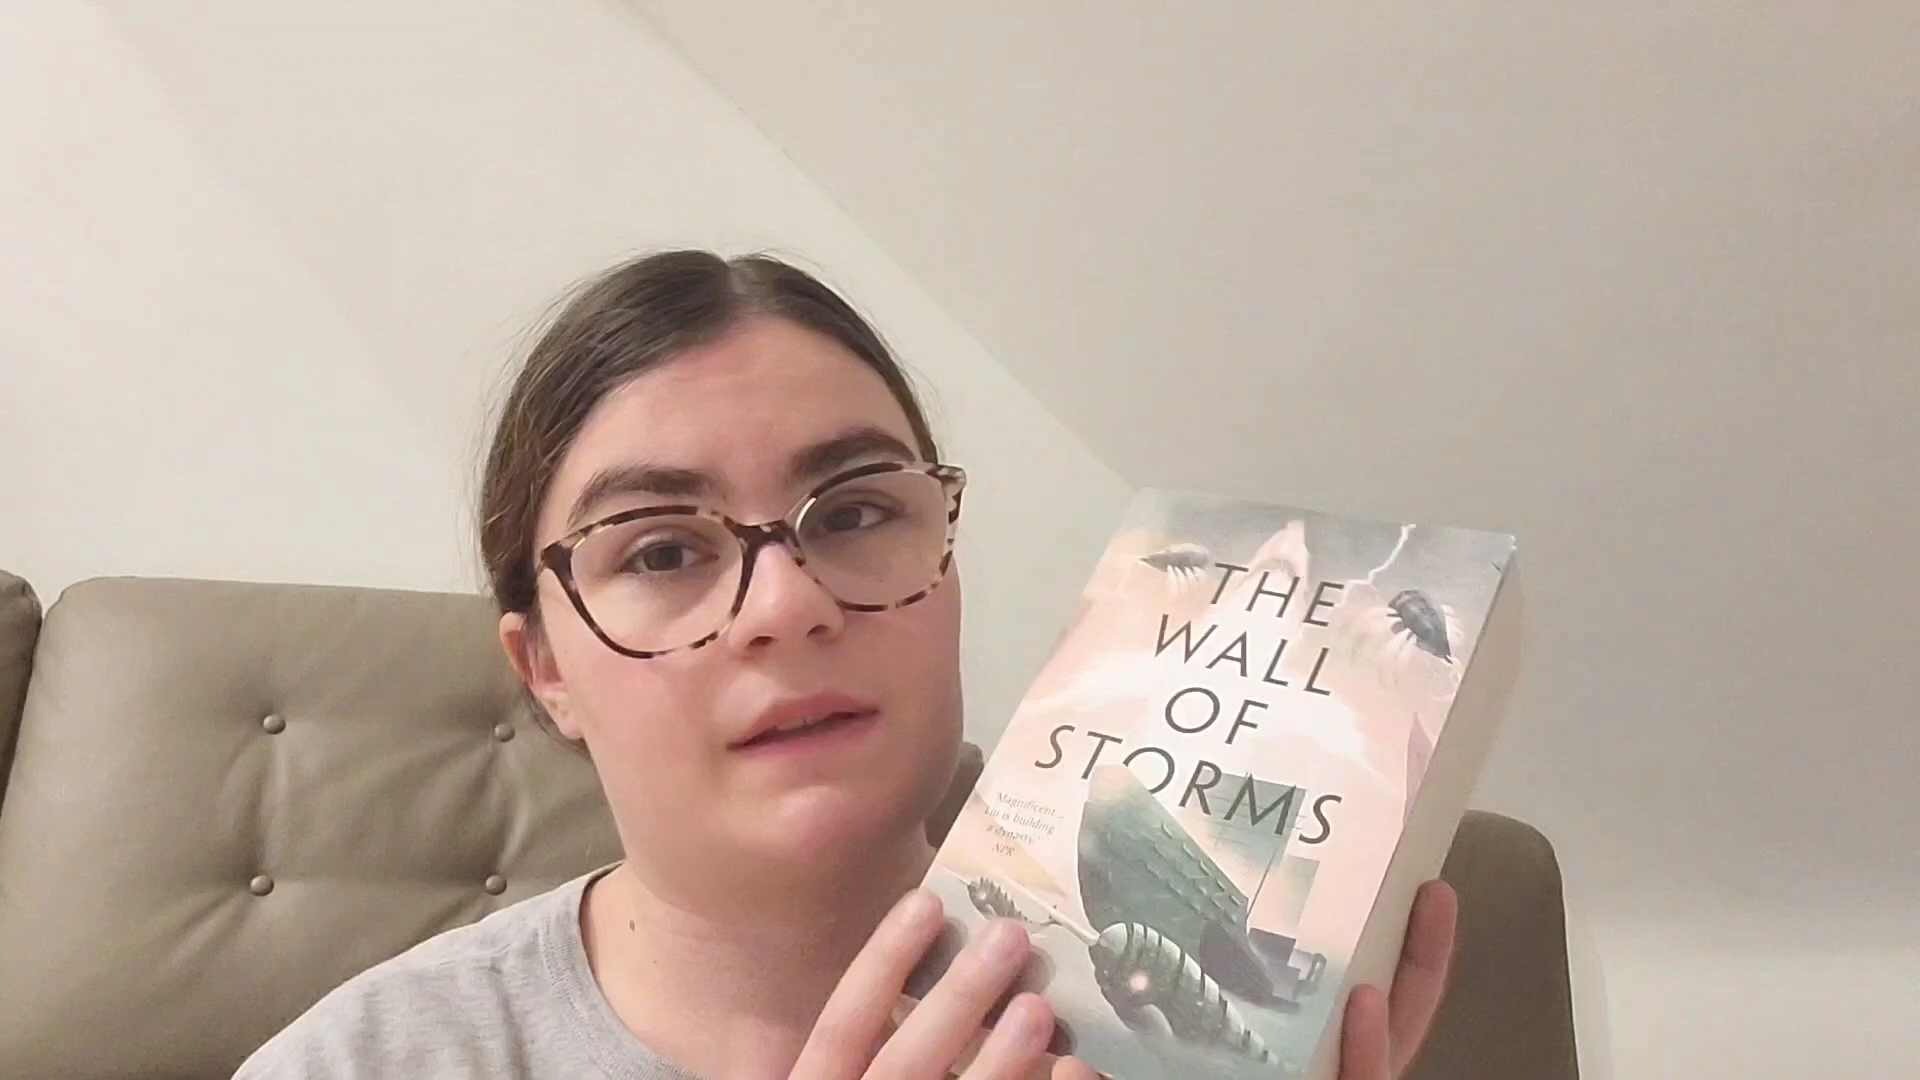 THE
WALL
OF
STORMS
'Magnificent...
Liu is building
a dynasty.'
NPR